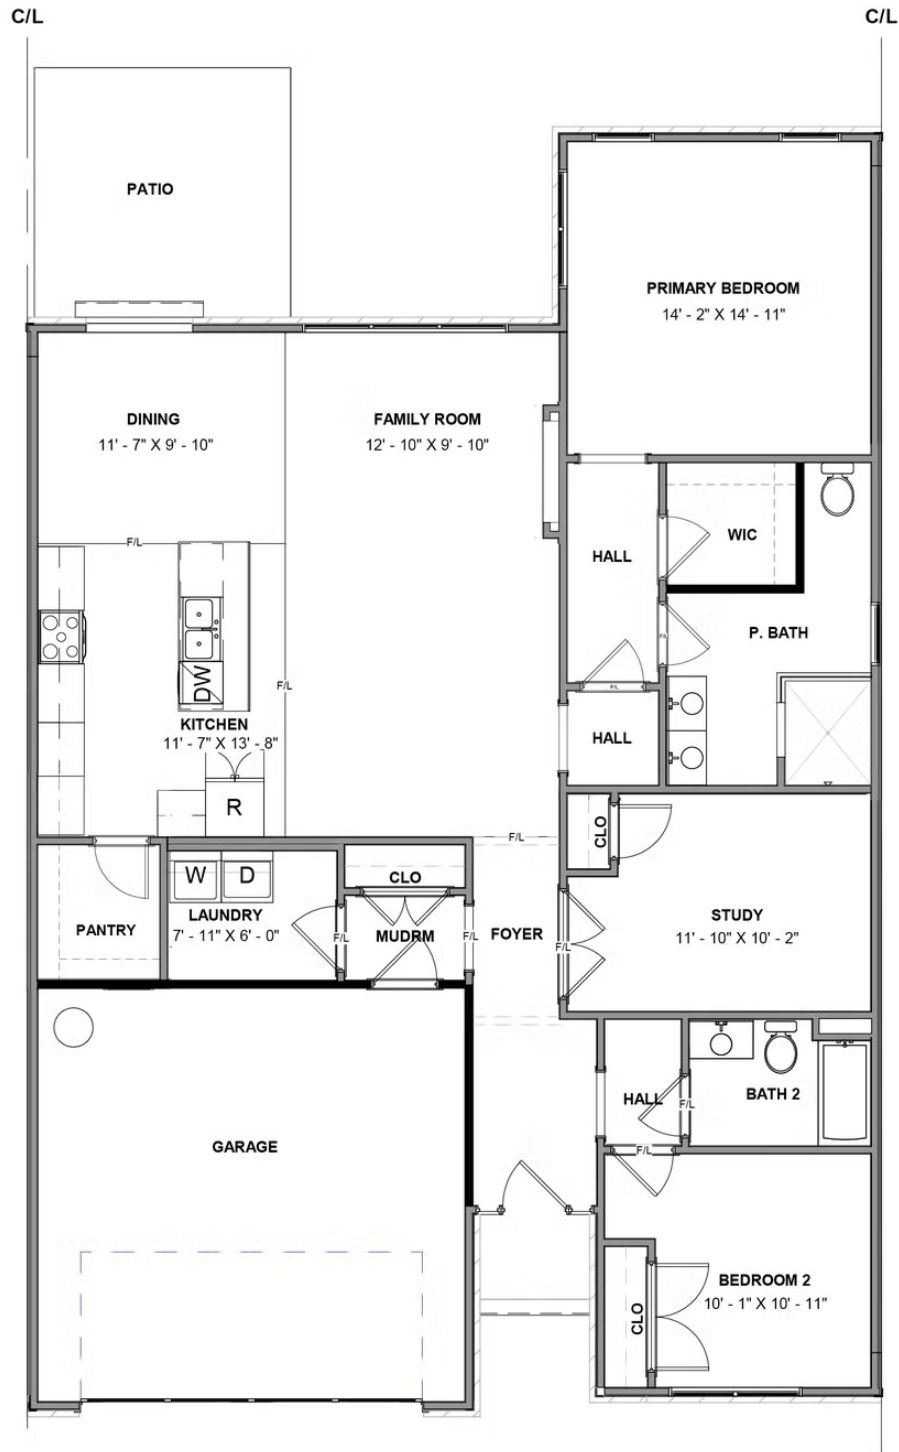 C/L
C/L
PATIO
PRIMARY BEDROOM
14' - 2" X 14' - 11"
DINING
11' - 7" X 9' - 10"
FAMILY ROOM
12' - 10" X 9' - 10"
F/L
WIC
HALL
P. BATH
F/L
DW
F/L
F/L
KITCHEN
11' - 7" X 13' - 8"
HALL
R
CLO
F/L
W
D
CLO
LAUNDRY
7' - 11" X 6' - 0"
PANTRY
F/L
MUDRM
F/L
FOYER
F/L
STUDY
11' - 10" X 10' - 2"
HALL
F/L
BATH 2
F/L
GARAGE
BEDROOM 2
10' - 1" X 10' - 11"
CLO